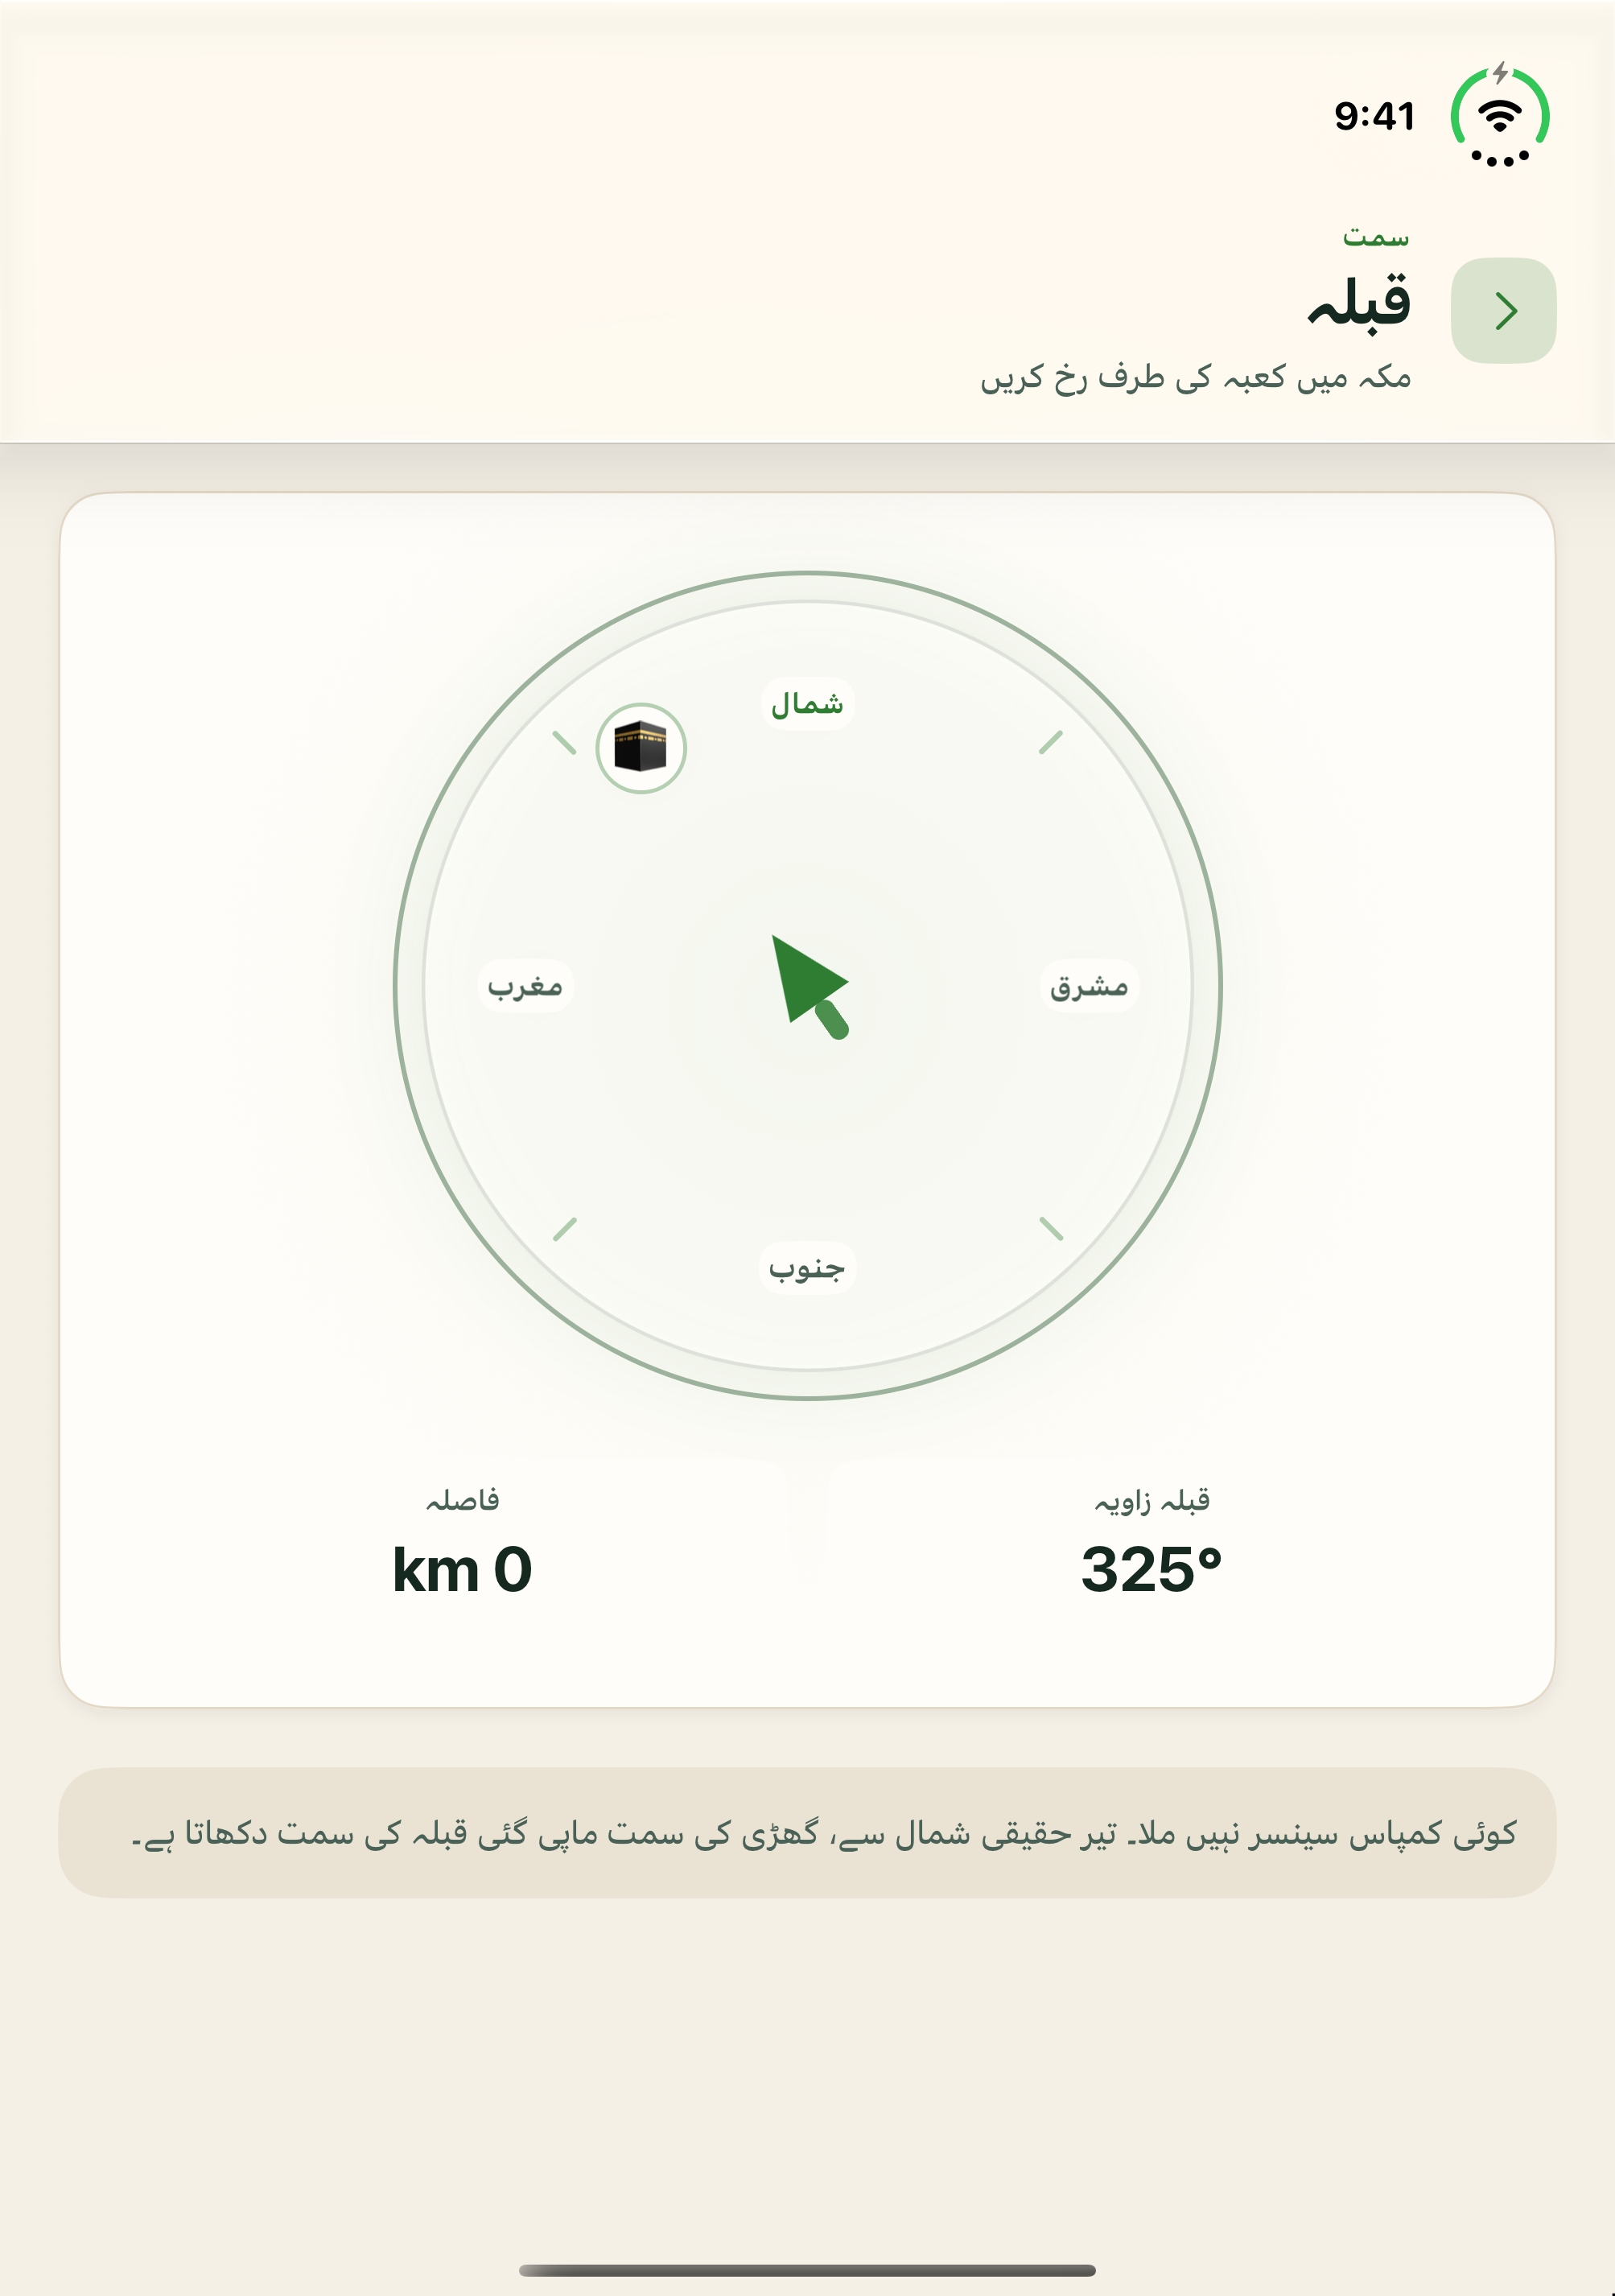 9:41
سمت
قبلہ
مکہ میں کعبہ کی طرف رخ کریں
شمال
مشرق
مغرب
جنوب
قبلہ زاویہ
325°
فاصلہ
km 0
کوئی کمپاس سینسر نہیں ملا۔ تیر حقیقی شمال سے، گھڑی کی سمت ماپی گئی قبلہ کی سمت دکھاتا ہے۔